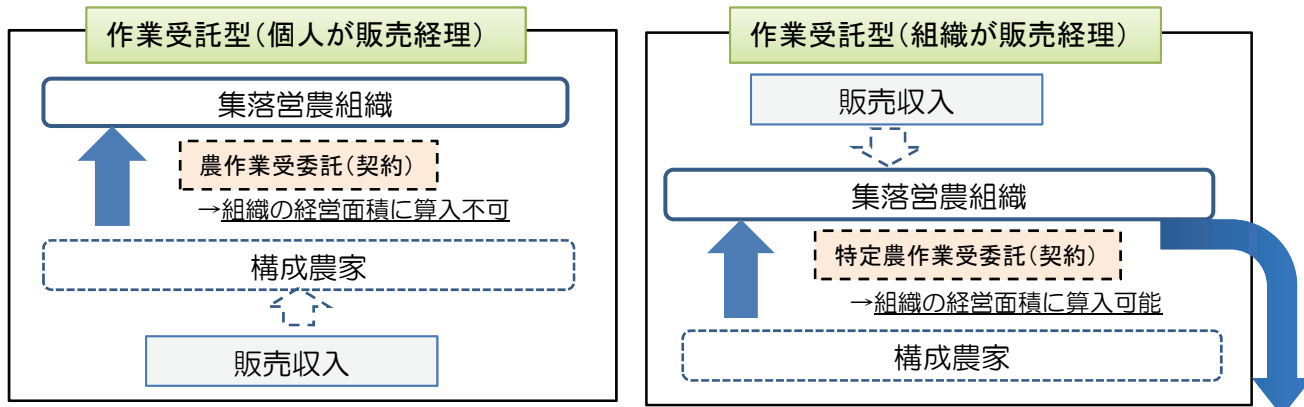 作業受託型(個人が販売経理)
集落営農組織
農作業受委託(契約)
→組織の経営面積に算入不可
構成農家
販売収入
作業受託型(組織が販売経理)
販売収入
集落営農組織
特定農作業受委託(契約)
→組織の経営面積に算入可能
構成農家